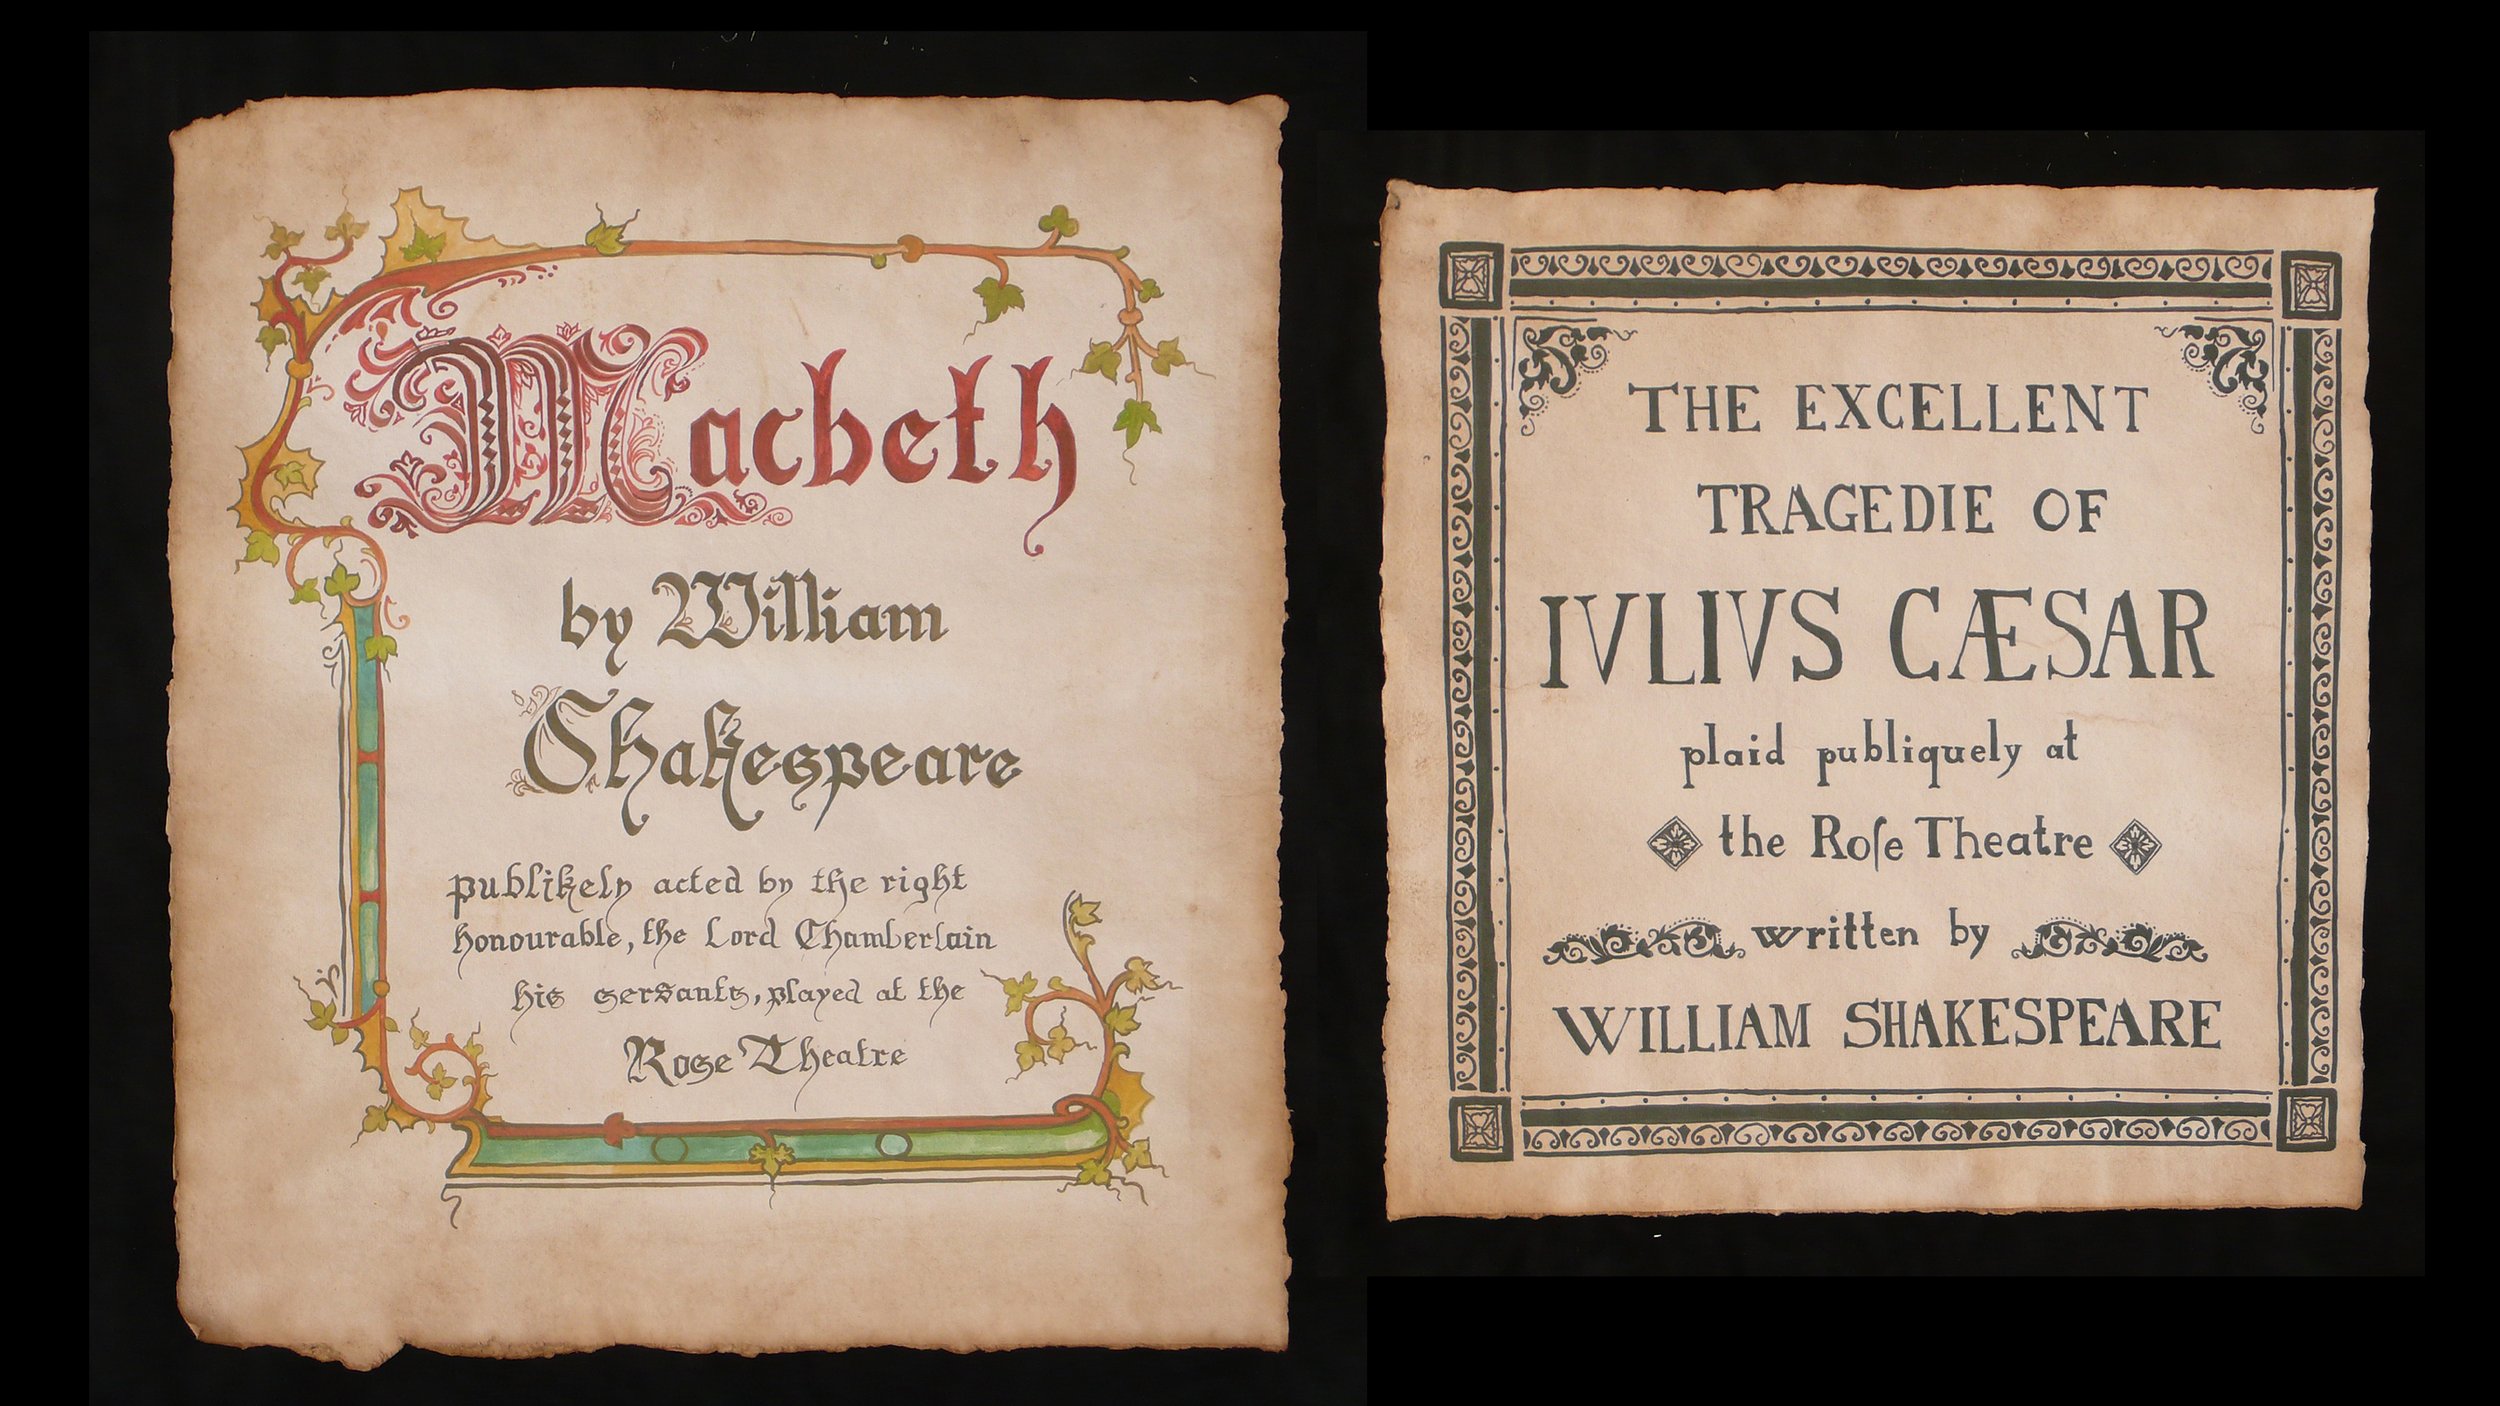 Macbeth
by William
Shakespeare
publikely acted by the right
honourable, the Lord Chamberlain
his servants, played at the
Rose Theatre
THE EXCELLENT
TRAGEDIE OF
IVLIVS CÆSAR
plaid publiquely at
the Roſe Theatre
written by
WILLIAM SHAKESPEARE